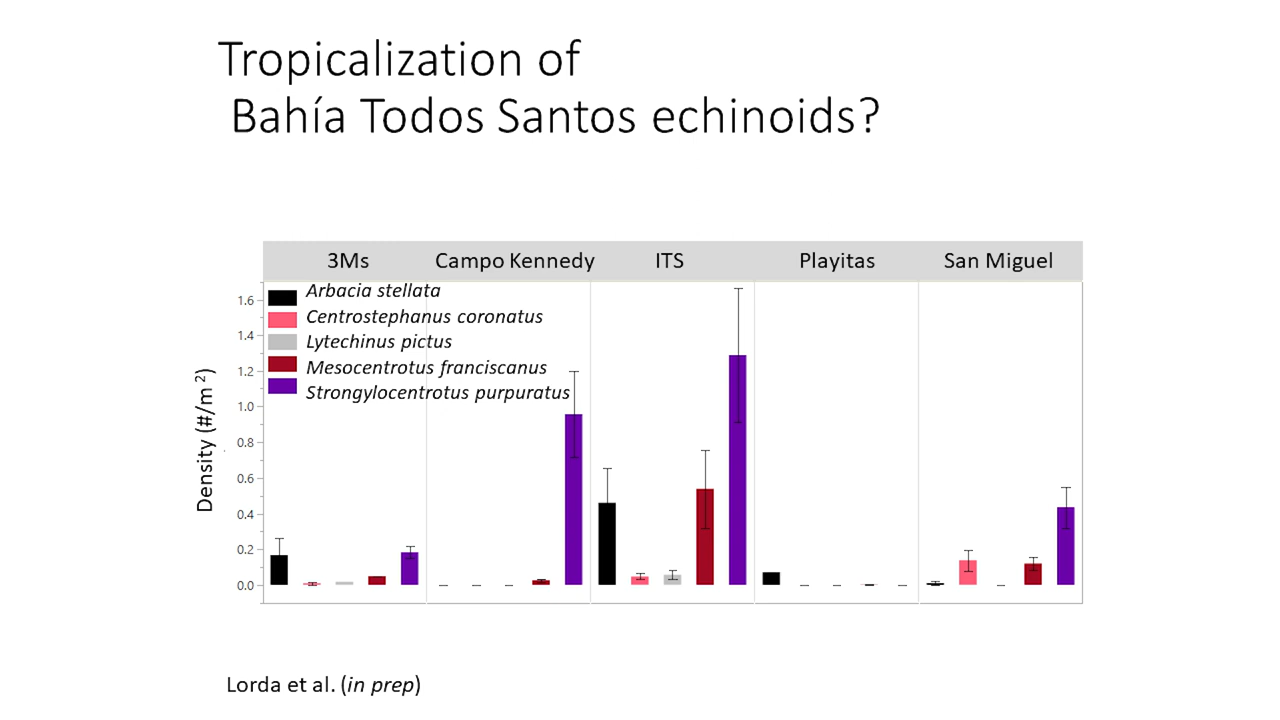 Tropicalization of
Bahía Todos Santos echinoids?
3Ms Campo Kennedy ITS Playitas San Miguel
Arbacia stellata
Centrostephanus coronatus
Lytechinus pictus
Mesocentrotus franciscanus
Strongylocentrotus purpuratus
Density (#/m²)
1.6
1.4
1.2
1.0
0.8
0.6
0.4
0.2
0.0
Lorda et al. (in prep)